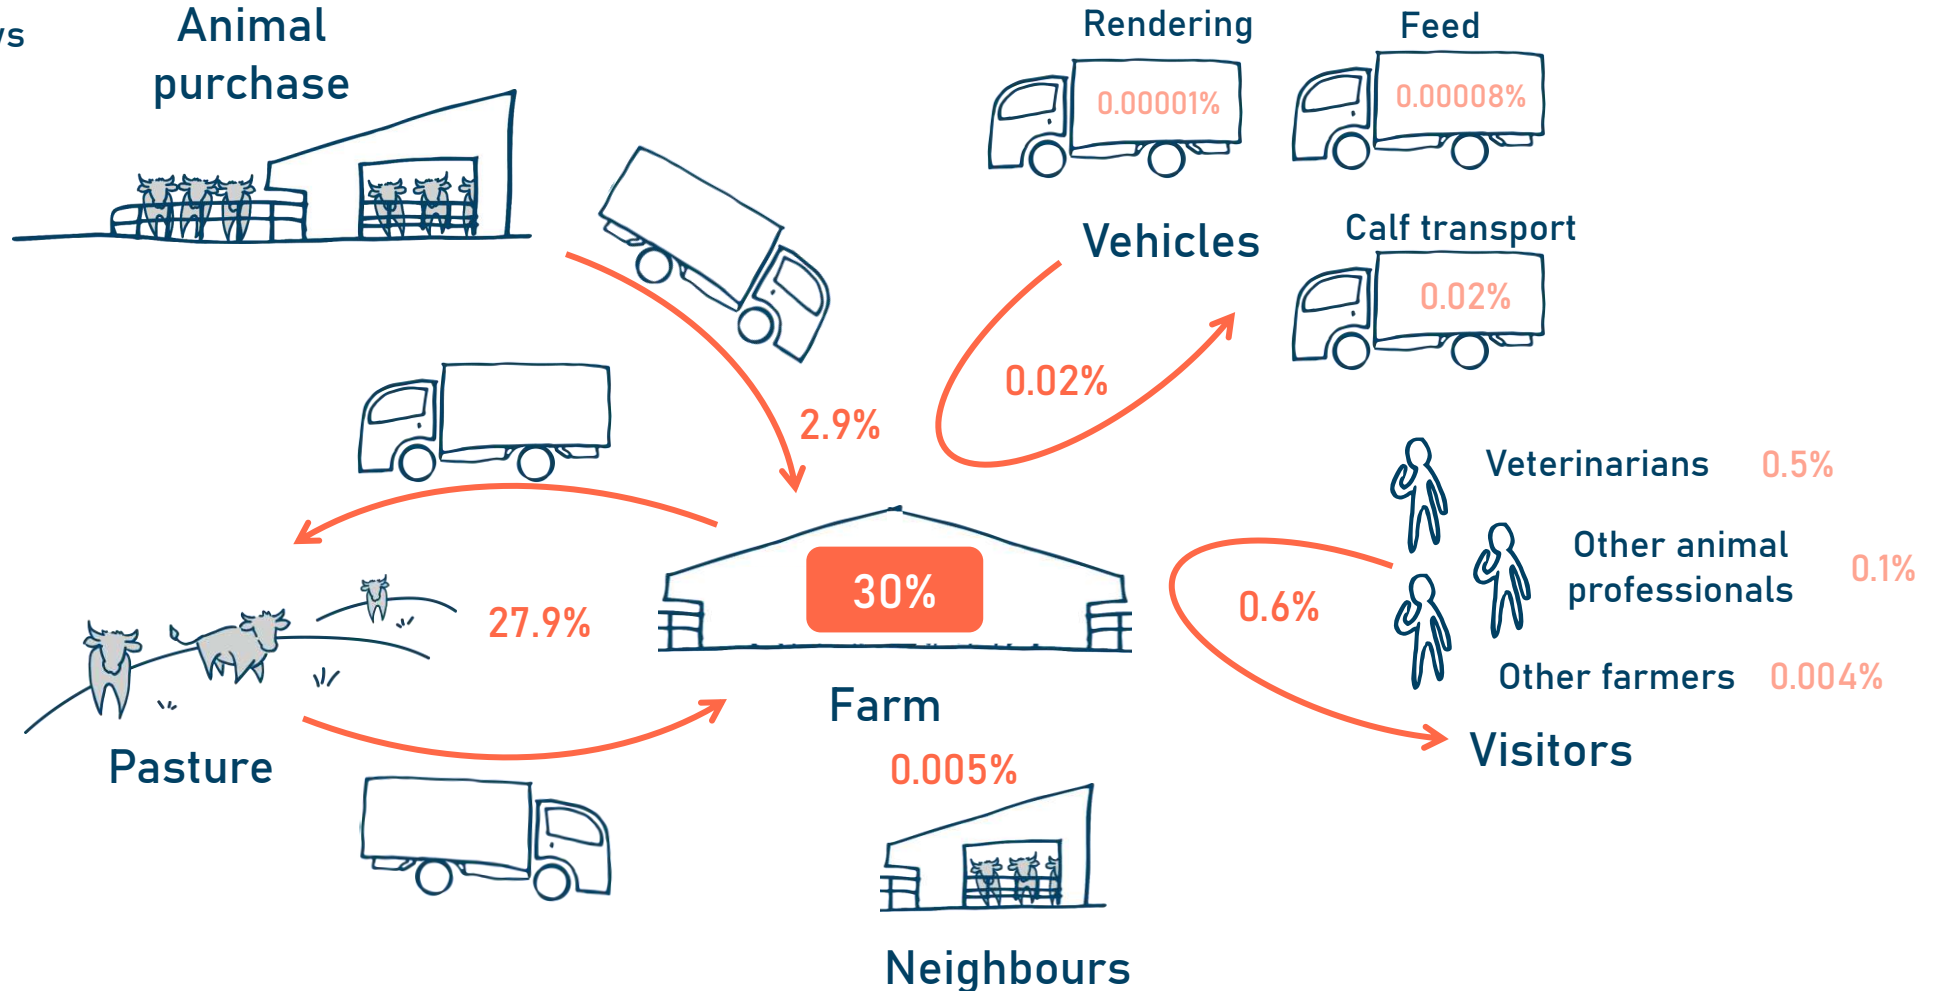 Animal
purchase
Rendering
0.00001%
Feed
0.00008%
Vehicles
Calf transport
0.02%
0.02%
2.9%
27.9%
30%
Farm
Pasture
0.005%
Neighbours
0.6%
Veterinarians 0.5%
Other animal
professionals
0.1%
Other farmers 0.004%
Visitors